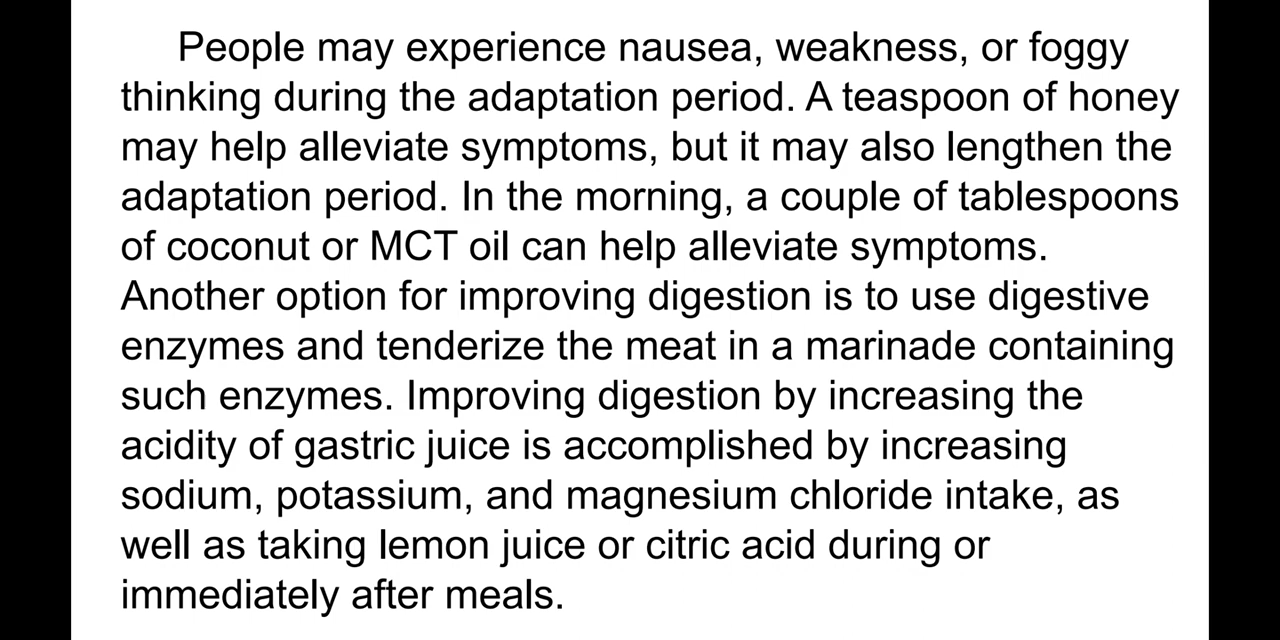 People may experience nausea, weakness, or foggy
thinking during the adaptation period. A teaspoon of honey
may help alleviate symptoms, but it may also lengthen the
adaptation period. In the morning, a couple of tablespoons
of coconut or MCT oil can help alleviate symptoms.
Another option for improving digestion is to use digestive
enzymes and tenderize the meat in a marinade containing
such enzymes. Improving digestion by increasing the
acidity of gastric juice is accomplished by increasing
sodium, potassium, and magnesium chloride intake, as
well as taking lemon juice or citric acid during or
immediately after meals.